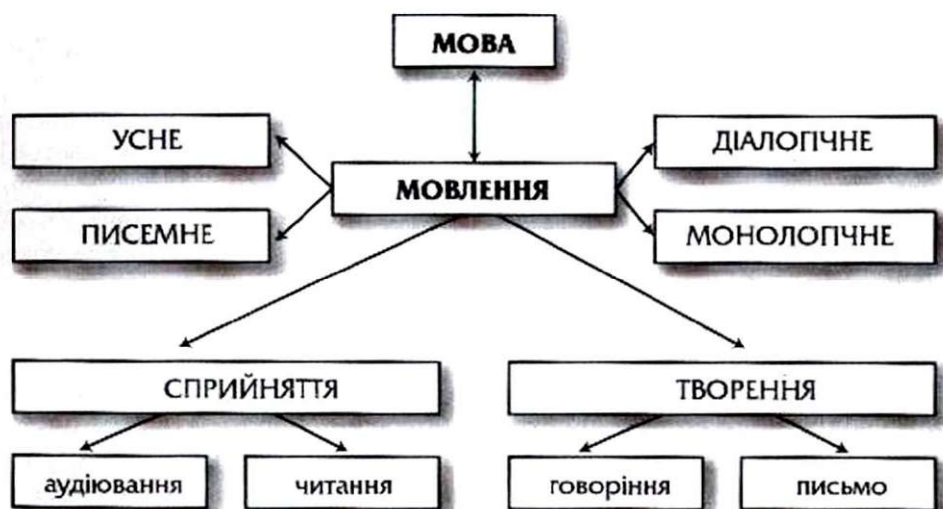 МОВА
УСНЕ
ДІАЛОГІЧНЕ
МОВЛЕННЯ
ПИСЕМНЕ
МОНОЛОГІЧНЕ
СПРИЙНЯТТЯ
ТВОРЕННЯ
аудіювання
читання
говоріння
письмо